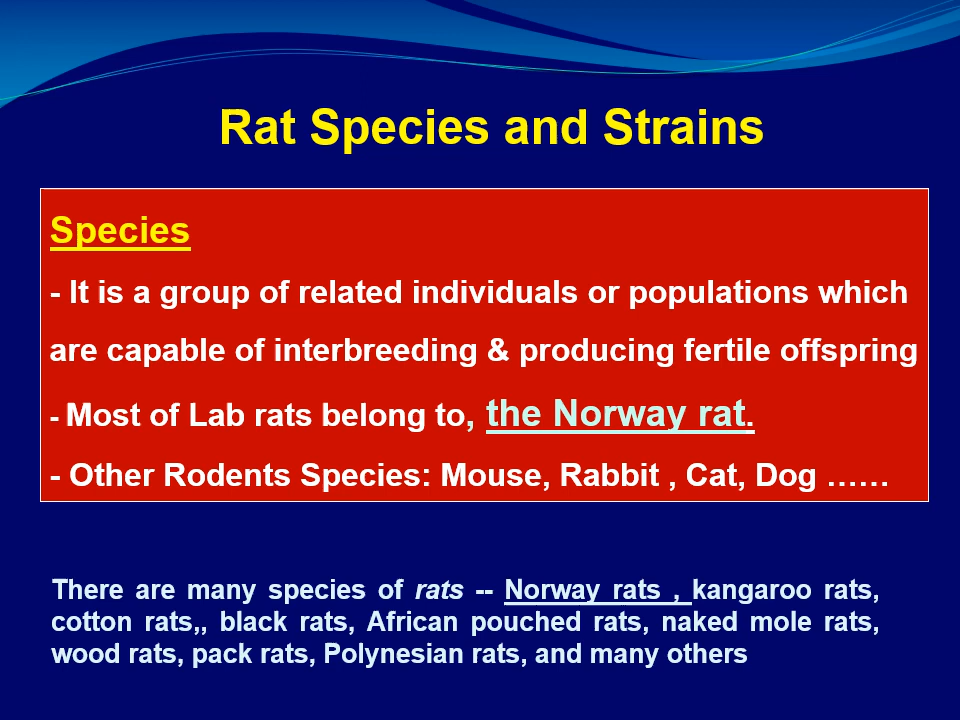 Rat Species and Strains
Species
- It is a group of related individuals or populations which
are capable of interbreeding & producing fertile offspring
- Most of Lab rats belong to, the Norway rat.
- Other Rodents Species: Mouse, Rabbit , Cat, Dog ……
There are many species of rats -- Norway rats , kangaroo rats,
cotton rats,, black rats, African pouched rats, naked mole rats,
wood rats, pack rats, Polynesian rats, and many others